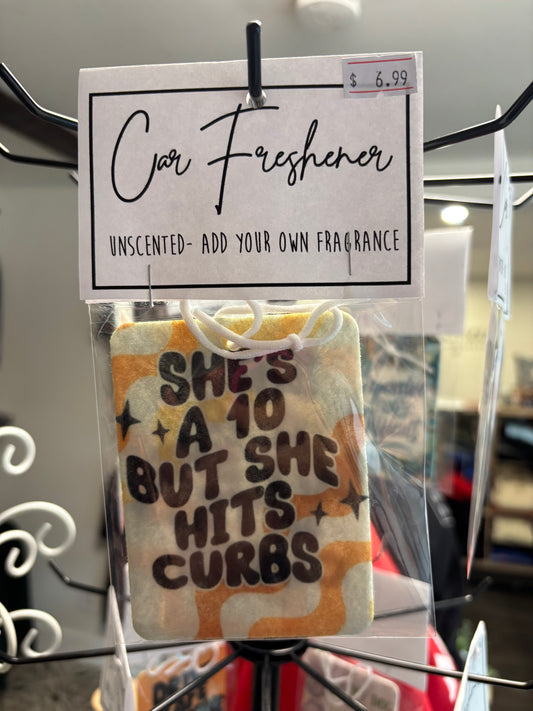 $ 6.99
Car Freshener
UNSCENTED- ADD YOUR OWN FRAGRANCE
SHE'S
A 10
BUT SHE
HITS
CURBS